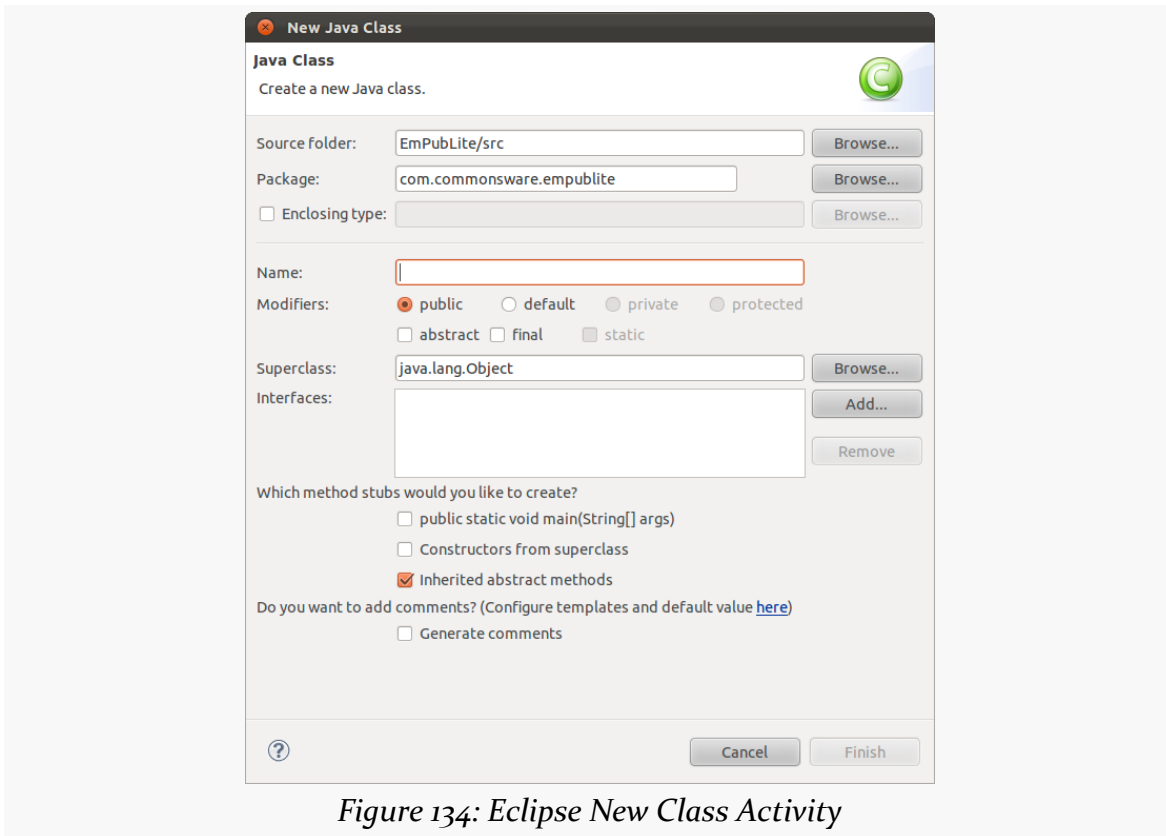 New Java Class
Java Class
Create a new Java class.
Source folder: EmPubLite/src Browse...
Package: com.commonsware.empublite Browse...
Enclosing type: Browse...
Name:
Modifiers: public default private protected
abstract final static
Superclass: java.lang.Object Browse...
Interfaces: Add...
Remove
Which method stubs would you like to create?
public static void main(String[] args)
Constructors from superclass
Inherited abstract methods
Do you want to add comments? (Configure templates and default value here)
Generate comments
Cancel Finish
Figure 134: Eclipse New Class Activity